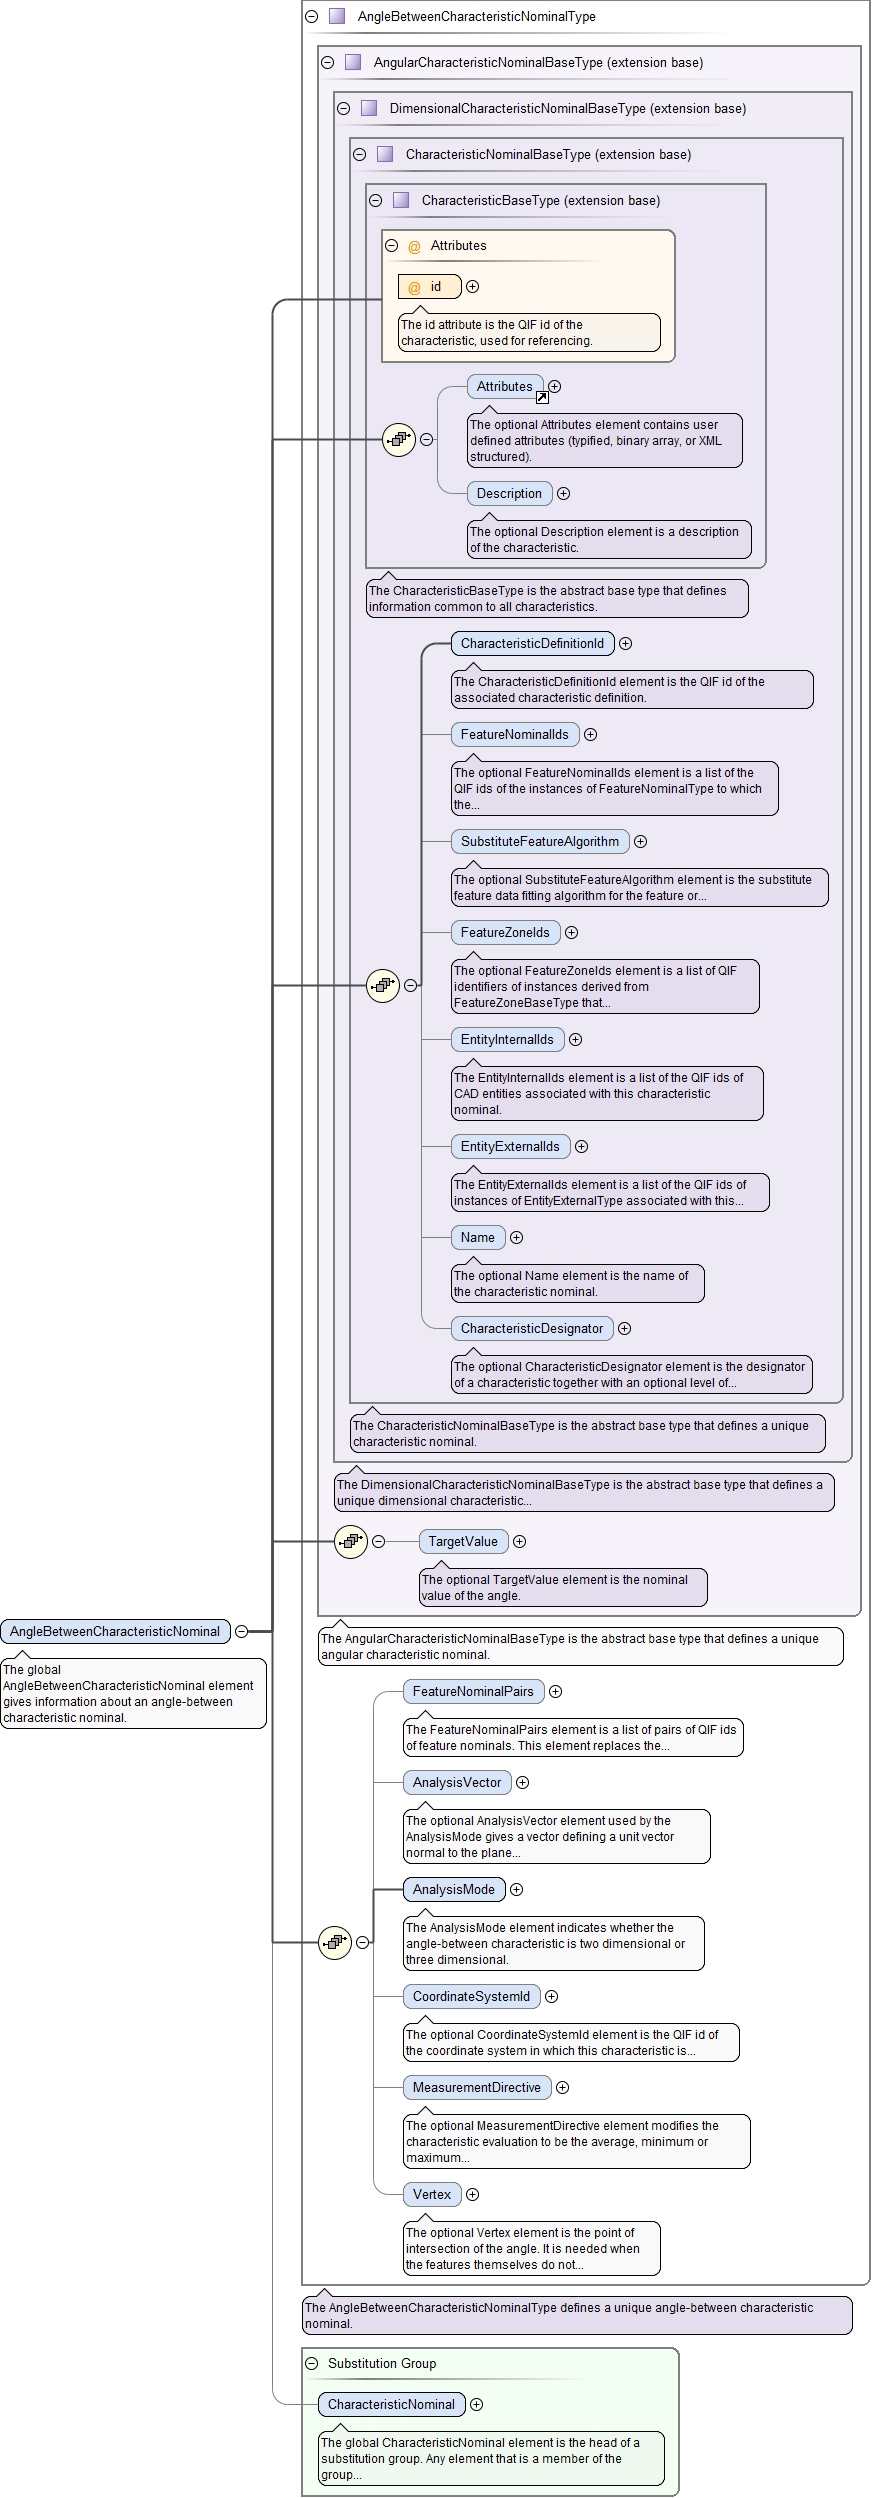 AngleBetweenCharacteristicNominalType
AngularCharacteristicNominalBaseType (extension base)
DimensionalCharacteristicNominalBaseType (extension base)
CharacteristicNominalBaseType (extension base)
CharacteristicBaseType (extension base)
@ Attributes
@ id
The id attribute is the QIF id of the
characteristic, used for referencing.
Attributes
The optional Attributes element contains user
defined attributes (typified, binary array, or XML
structured).
Description
The optional Description element is a description
of the characteristic.
The CharacteristicBaseType is the abstract base type that defines
information common to all characteristics.
CharacteristicDefinitionId
The CharacteristicDefinitionId element is the QIF id of the
associated characteristic definition.
FeatureNominalIds
The optional FeatureNominalIds element is a list of the
QIF ids of the instances of FeatureNominalType to which
the...
SubstituteFeatureAlgorithm
The optional SubstituteFeatureAlgorithm element is the substitute
feature data fitting algorithm for the feature or...
FeatureZoneIds
The optional FeatureZoneIds element is a list of QIF
identifiers of instances derived from
FeatureZoneBaseType that...
EntityInternalIds
The EntityInternalIds element is a list of the QIF ids of
CAD entities associated with this characteristic
nominal.
EntityExternalIds
The EntityExternalIds element is a list of the QIF ids of
instances of EntityExternalType associated with this...
Name
The optional Name element is the name of
the characteristic nominal.
CharacteristicDesignator
The optional CharacteristicDesignator element is the designator
of a characteristic together with an optional level of...
The CharacteristicNominalBaseType is the abstract base type that defines a unique
characteristic nominal.
The DimensionalCharacteristicNominalBaseType is the abstract base type that defines a
unique dimensional characteristic...
TargetValue
The optional TargetValue element is the nominal
value of the angle.
AngleBetweenCharacteristicNominal
The global
AngleBetweenCharacteristicNominal element
gives information about an angle-between
characteristic nominal.
The AngularCharacteristicNominalBaseType is the abstract base type that defines a unique
angular characteristic nominal.
FeatureNominalPairs
The FeatureNominalPairs element is a list of pairs of QIF ids
of feature nominals. This element replaces the...
AnalysisVector
The optional AnalysisVector element used by the
AnalysisMode gives a vector defining a unit vector
normal to the plane...
AnalysisMode
The AnalysisMode element indicates whether the
angle-between characteristic is two dimensional or
three dimensional.
CoordinateSystemId
The optional CoordinateSystemId element is the QIF id of
the coordinate system in which this characteristic is...
MeasurementDirective
The optional MeasurementDirective element modifies the
characteristic evaluation to be the average, minimum or
maximum...
Vertex
The optional Vertex element is the point of
intersection of the angle. It is needed when
the features themselves do not...
The AngleBetweenCharacteristicNominalType defines a unique angle-between characteristic
nominal.
Substitution Group
CharacteristicNominal
The global CharacteristicNominal element is the head of a
substitution group. Any element that is a member of the
group...